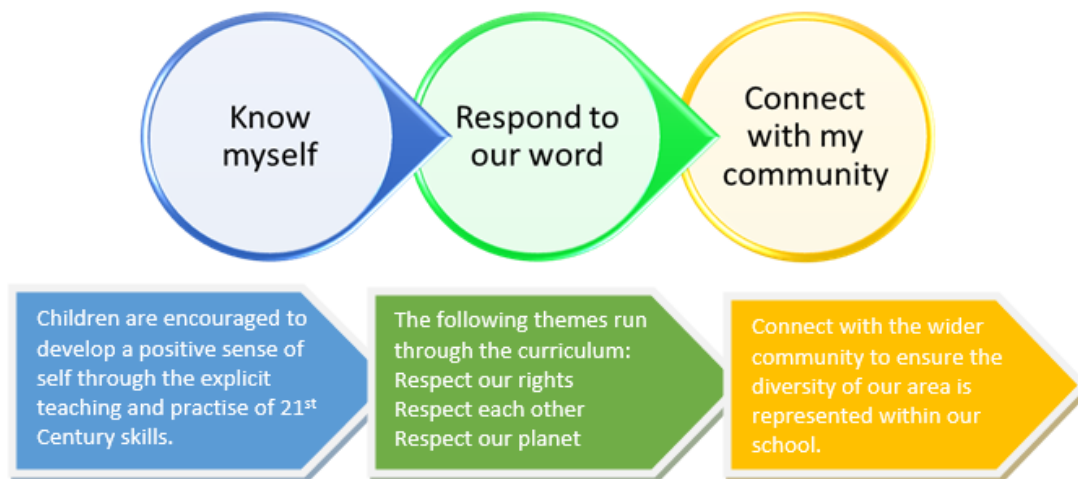 Know
myself
Respond to
our word
Connect
with my
community
Children are encouraged to
develop a positive sense of
self through the explicit
teaching and practise of 21st
Century skills.
The following themes run
through the curriculum:
Respect our rights
Respect each other
Respect our planet
Connect with the wider
community to ensure the
diversity of our area is
represented within our
school.